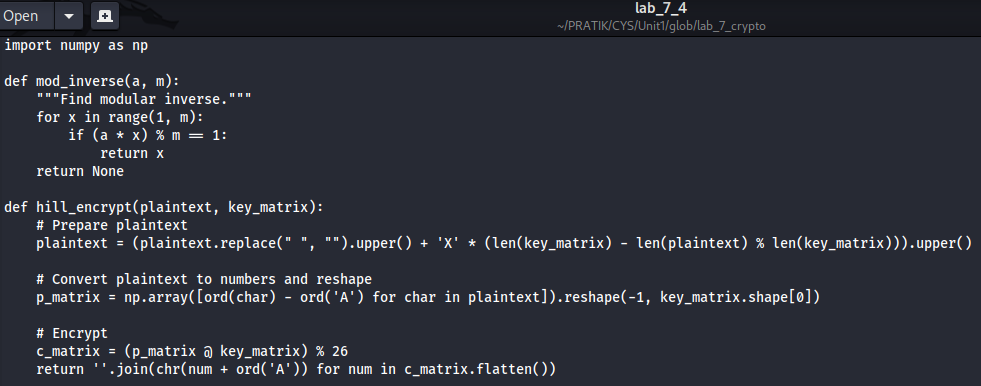 Open
lab_7_4
~/PRATIK/CYS/Unit1/glob/lab_7_crypto
import numpy as np

def mod_inverse(a, m):
    """Find modular inverse."""
    for x in range(1, m):
        if (a * x) % m == 1:
            return x
    return None

def hill_encrypt(plaintext, key_matrix):
    # Prepare plaintext
    plaintext = (plaintext.replace(" ", "").upper() + 'X' * (len(key_matrix) - len(plaintext) % len(key_matrix))).upper()

    # Convert plaintext to numbers and reshape
    p_matrix = np.array([ord(char) - ord('A') for char in plaintext]).reshape(-1, key_matrix.shape[0])

    # Encrypt
    c_matrix = (p_matrix @ key_matrix) % 26
    return ''.join(chr(num + ord('A')) for num in c_matrix.flatten())